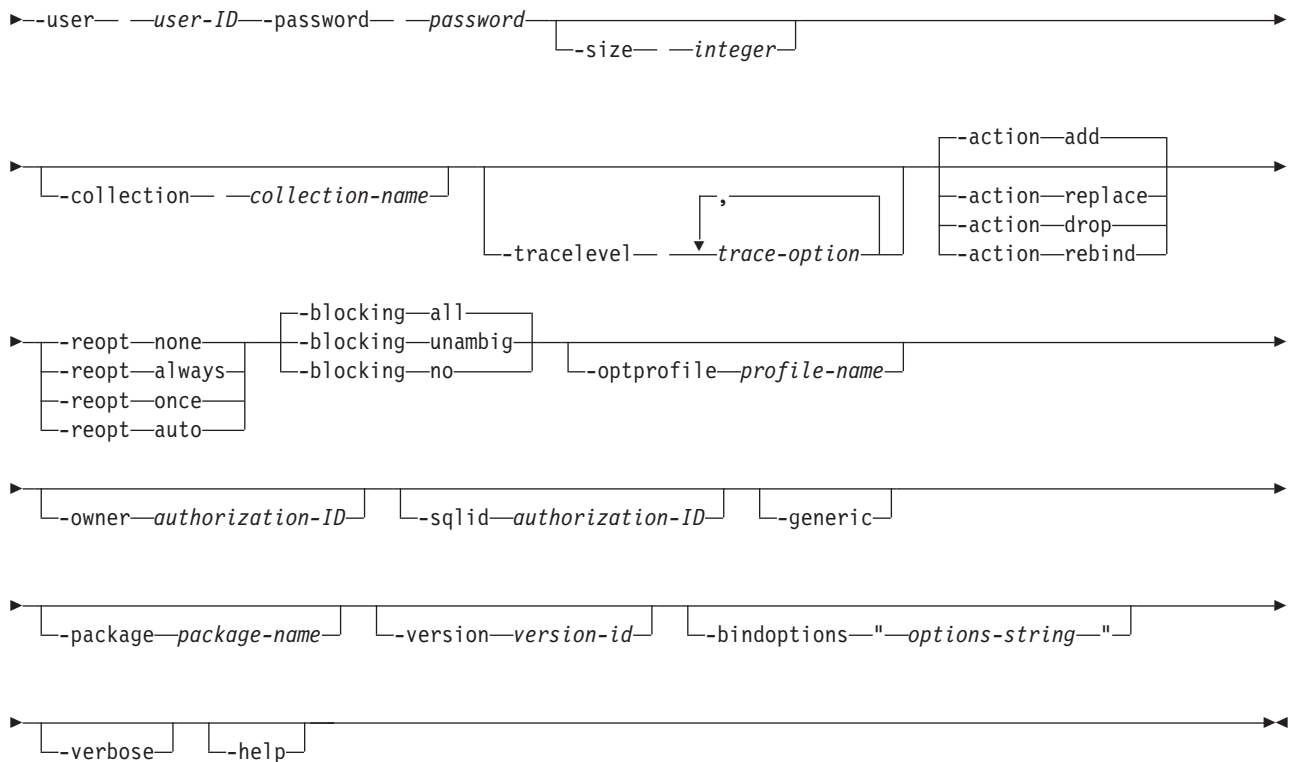 -user user-ID -password password
-size integer
-action add
-collection collection-name
-action replace
,
-action drop
-tracelevel trace-option
-action rebind
-blocking all
-reopt none
-blocking unambig
-reopt always
-blocking no
-optprofile profile-name
-reopt once
-reopt auto
-owner authorization-ID -sqlid authorization-ID -generic
-package package-name -version version-id -bindoptions " options-string "
-verbose -help